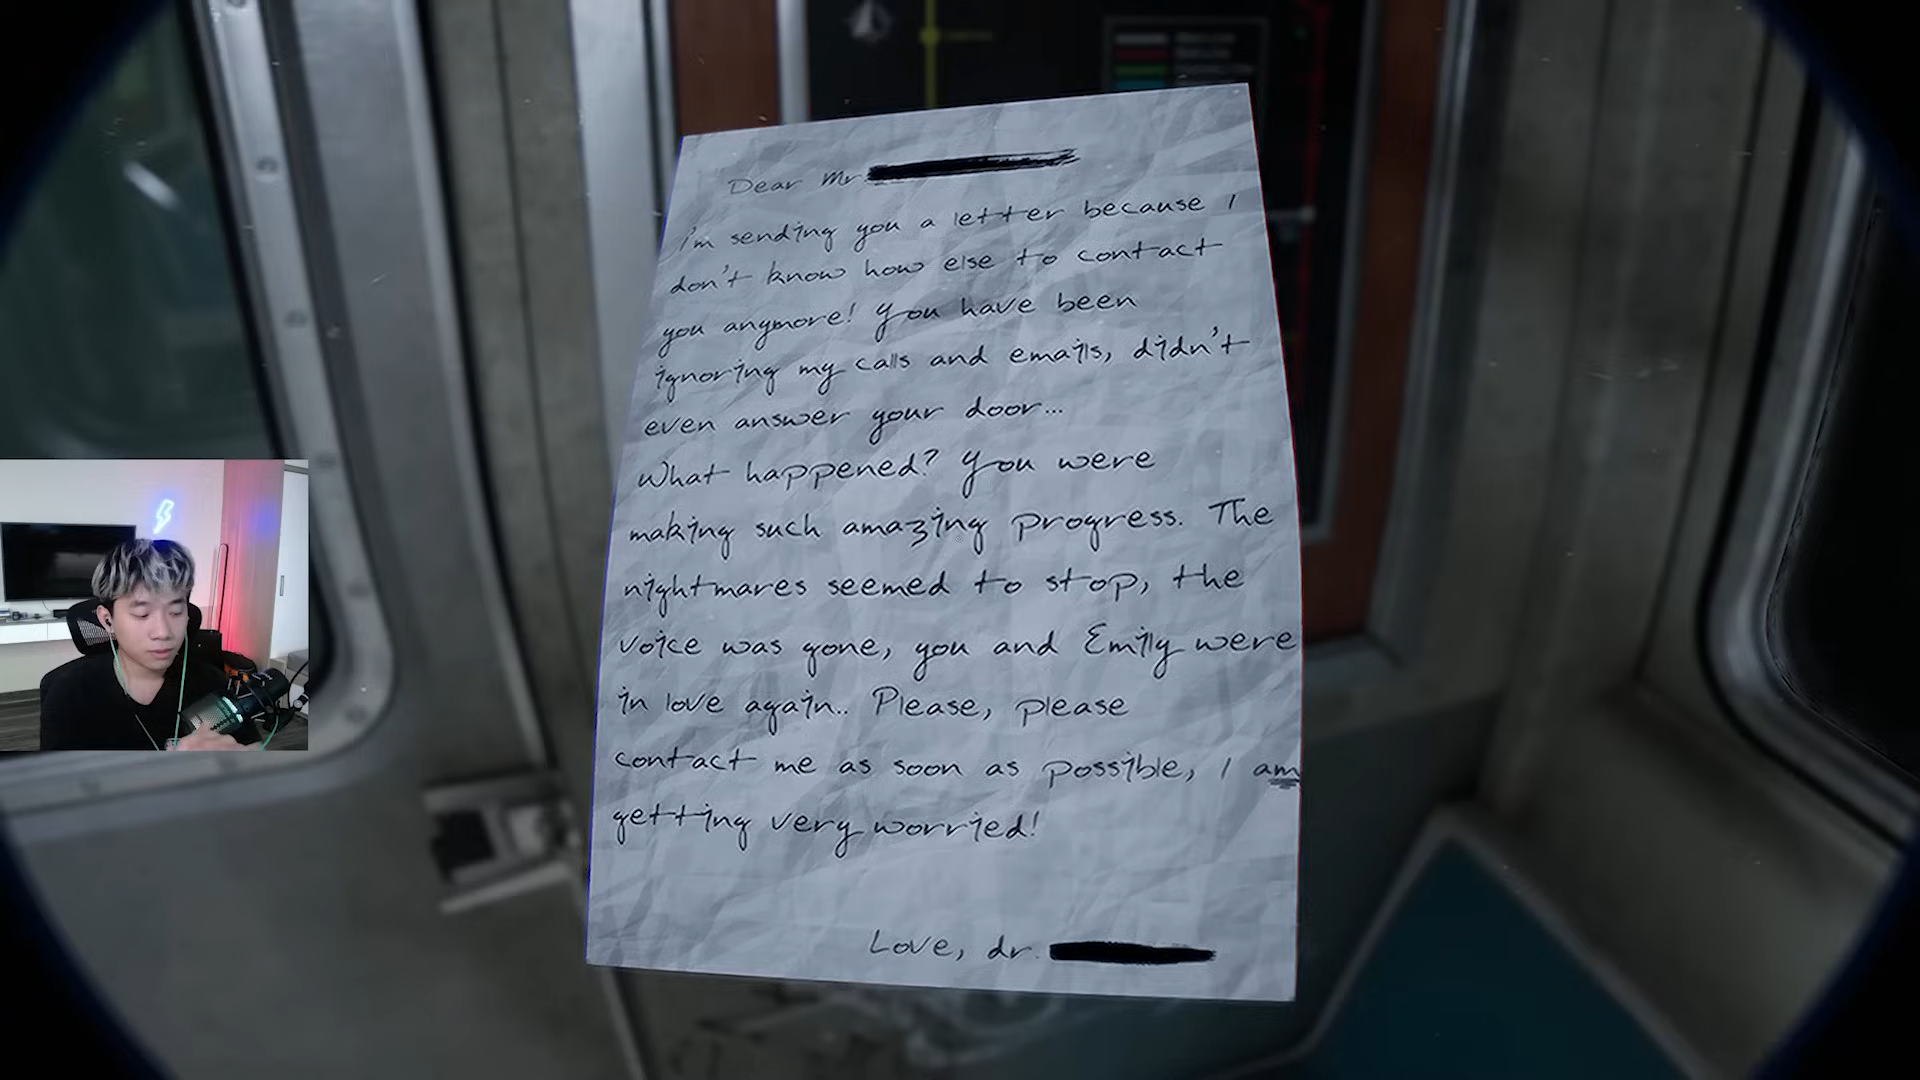 Dear Mr.
I'm sending you a letter because I
don't know how else to contact
you anymore! You have been
ignoring my calls and emails, didn't
even answer your door...
What happened? You were
making such amazing progress. The
nightmares seemed to stop, the
voice was gone, you and Emily were
in love again.. Please, please
contact me as soon as possible, I am
getting very worried!
Love, dr.